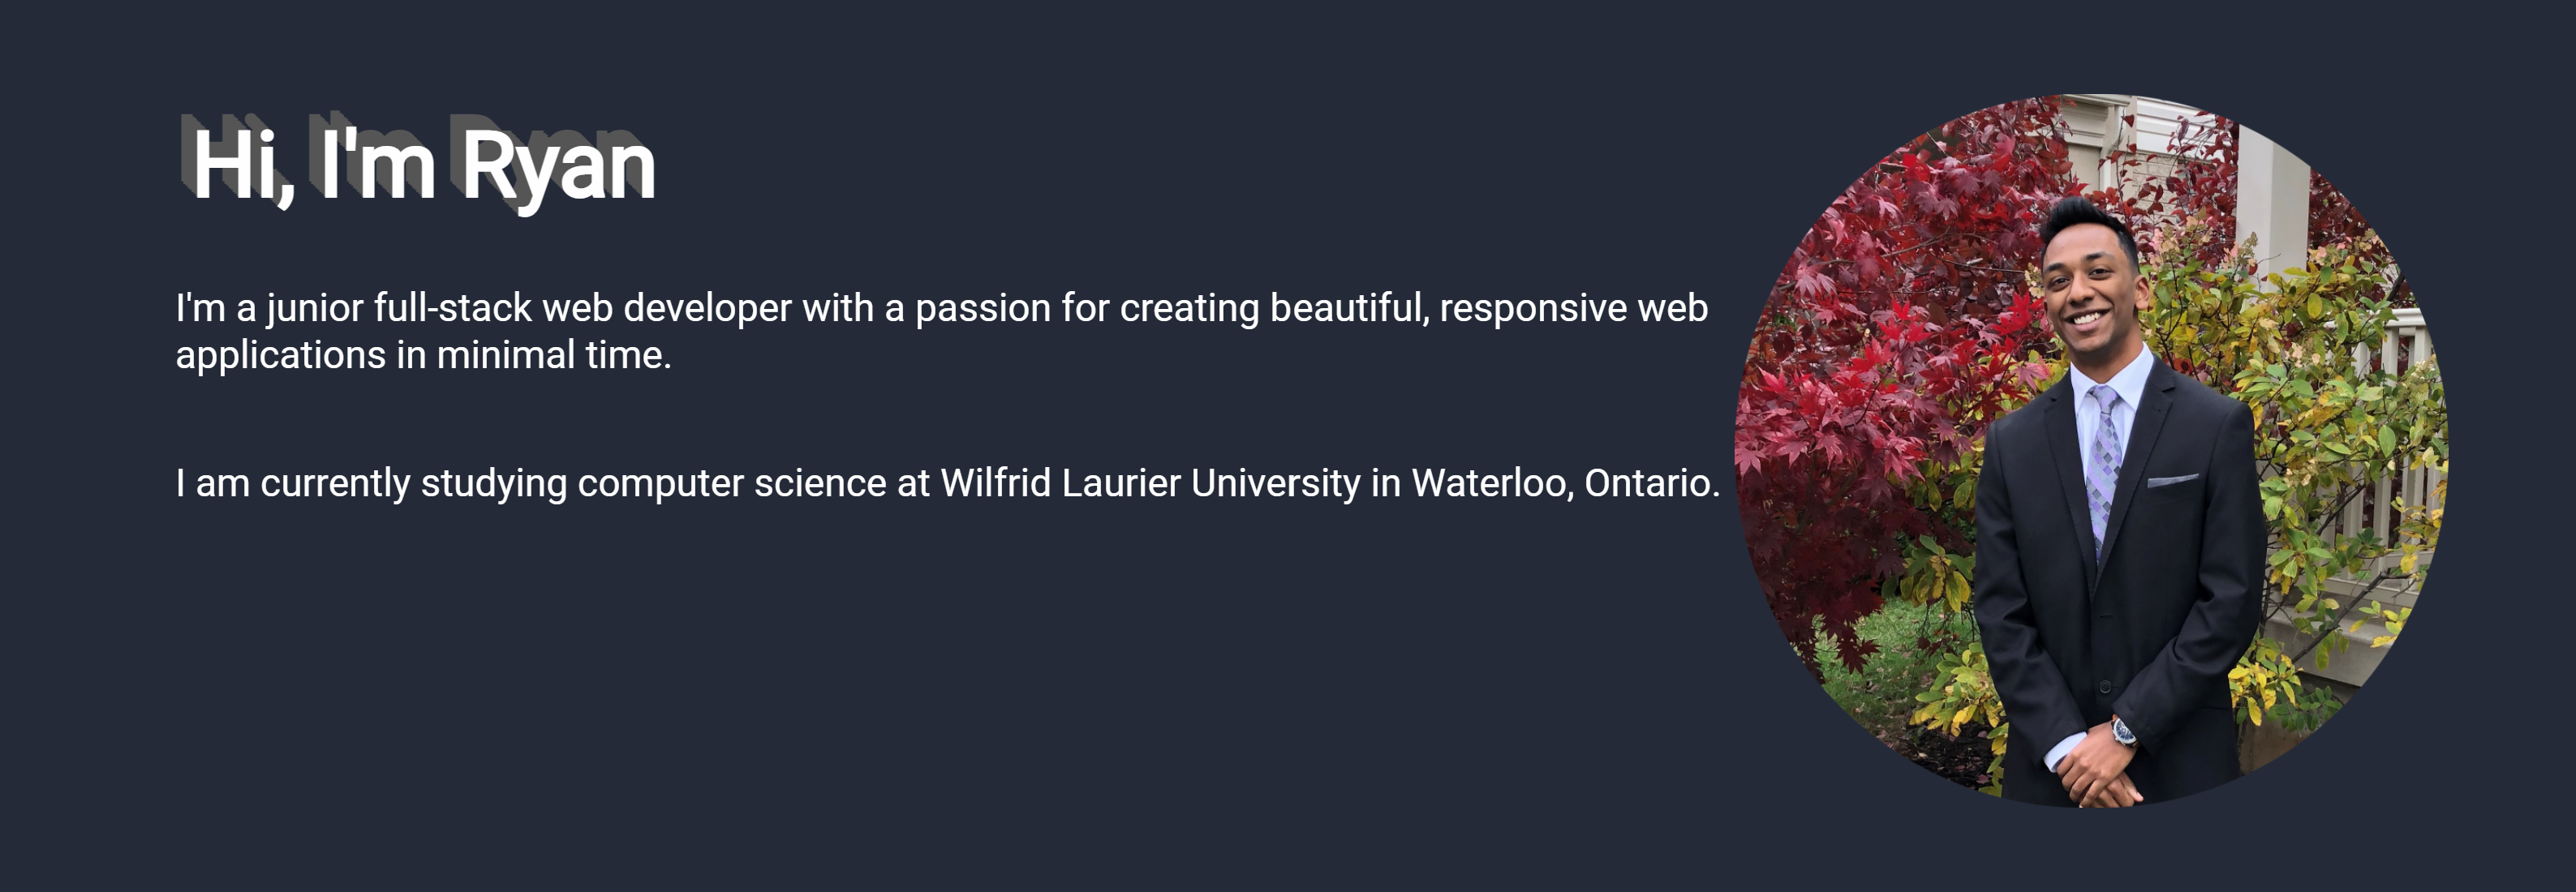 Hi, I'm Ryan
I'm a junior full-stack web developer with a passion for creating beautiful, responsive web
applications in minimal time.
I am currently studying computer science at Wilfrid Laurier University in Waterloo, Ontario.